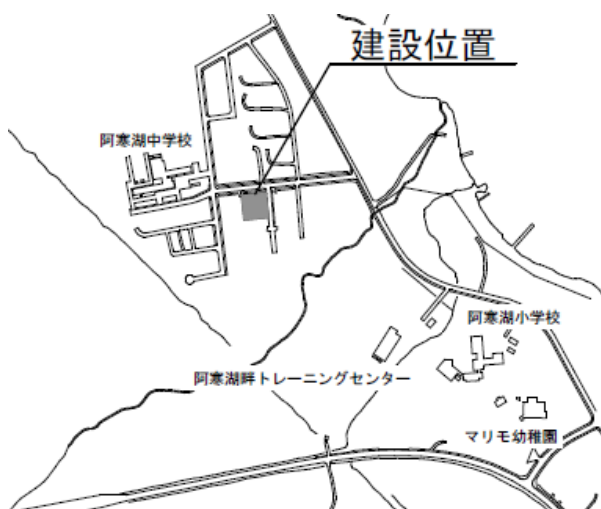 建設位置
阿寒湖中学校
阿寒湖小学校
阿寒湖畔トレーニングセンター
マリモ幼稚園